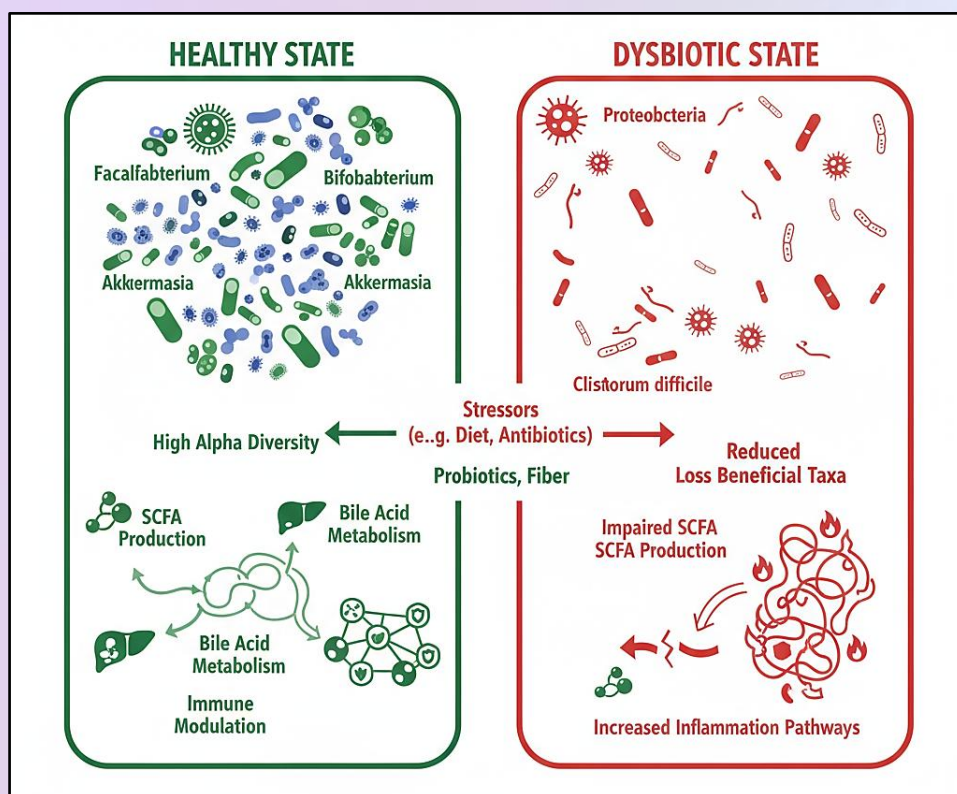 HEALTHY STATE
Facalfabterium
Bifobabterium
Akkermasia
Akkermasia
High Alpha Diversity
SCFA
Production
Bile Acid
Metabolism
Bile Acid
Metabolism
Immune
Modulation
Stressors
(e..g. Diet, Antibiotics)
Probiotics, Fiber
DYSBIOTIC STATE
Proteobcteria
Clistorum difficile
Reduced
Loss Beneficial Taxa
Impaired SCFA
SCFA Production
Increased Inflammation Pathways